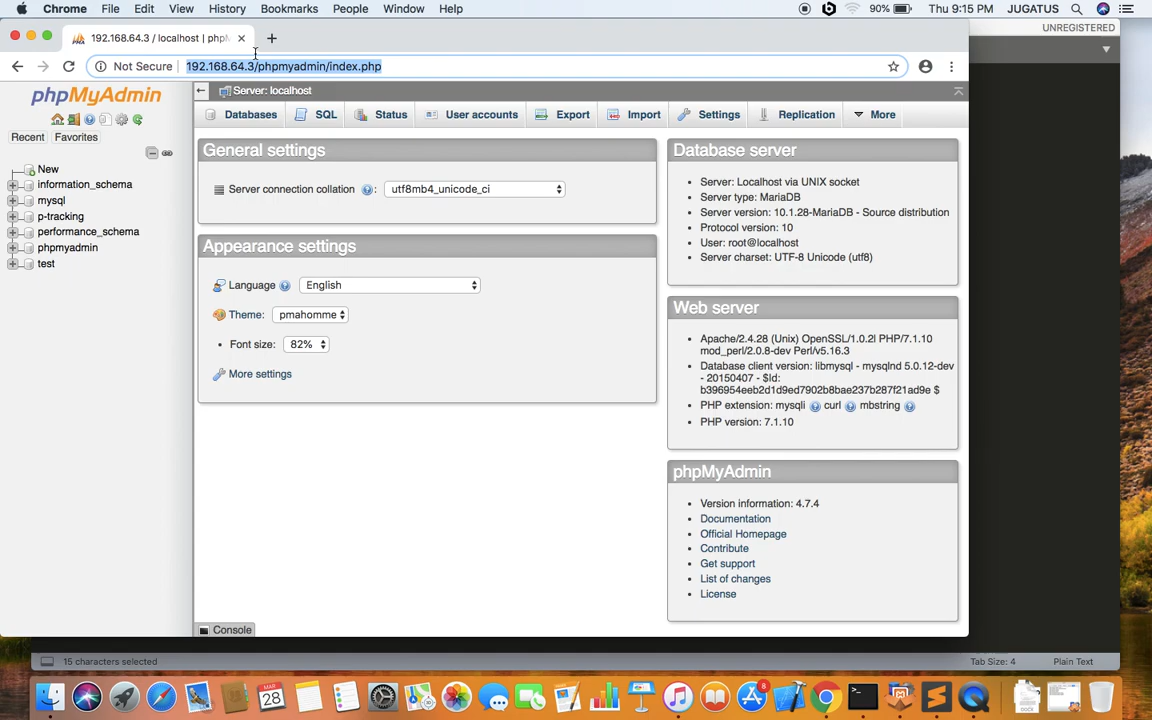 Chrome File Edit View History Bookmarks People Window Help 90% Thu 9:15 PM JUGATUS
192.168.64.3 / localhost | phpM
UNREGISTERED
Not Secure 192.168.64.3/phpmyadmin/index.php
phpMyAdmin
Recent Favorites
New
information_schema
mysql
p-tracking
performance_schema
phpmyadmin
test
Server: localhost
Databases SQL Status User accounts Export Import Settings Replication More
General settings
Server connection collation : utf8mb4_unicode_ci
Appearance settings
Language English
Theme: pmahomme
• Font size: 82%
More settings
Database server
• Server: Localhost via UNIX socket
• Server type: MariaDB
• Server version: 10.1.28-MariaDB - Source distribution
• Protocol version: 10
• User: root@localhost
• Server charset: UTF-8 Unicode (utf8)
Web server
• Apache/2.4.28 (Unix) OpenSSL/1.0.2l PHP/7.1.10
mod_perl/2.0.8-dev Perl/v5.16.3
• Database client version: libmysql - mysqlnd 5.0.12-dev
- 20150407 - $Id:
b396954eeb2d1d9ed7902b8bae237b287f21ad9e $
• PHP extension: mysqli curl mbstring
• PHP version: 7.1.10
phpMyAdmin
• Version information: 4.7.4
• Documentation
• Official Homepage
• Contribute
• Get support
• List of changes
• License
Console
15 characters selected Tab Size: 4 Plain Text
MAR
28
8